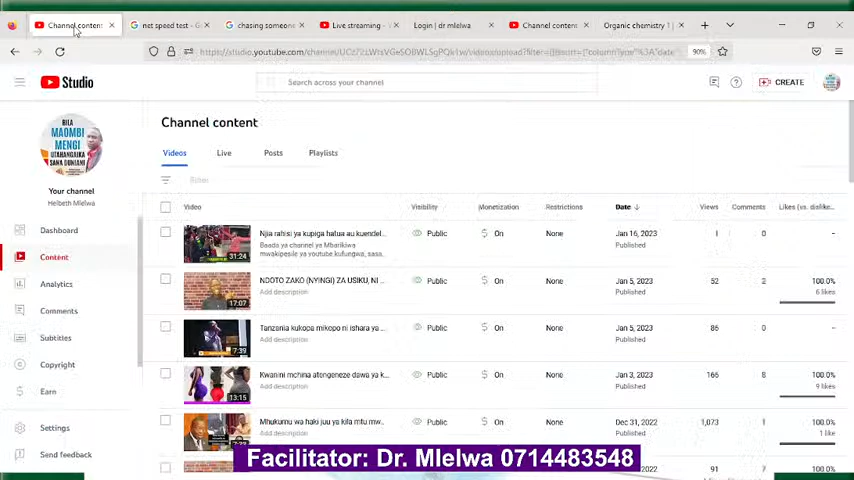 Channel content
net speed test - G
chasing someone
Live streaming -
Login | dr mlelwa
Channel content
Organic chemistry 1 |
90%
Studio
Search across your channel
CREATE
BILA
MAOMBI
MENGI
UTAHANGAIKA
SANA DUNIANI
Your channel
Helbeth Mlelwa
Dashboard
Content
Analytics
Comments
Subtitles
Copyright
Earn
Settings
Send feedback
Channel content
Videos
Live
Posts
Playlists
Filter
Video
Visibility
Monetization
Restrictions
Date
Views
Comments
Likes (vs. dislike...
31:24
Njia rahisi ya kupiga hatua au kuendel...
Baada ya channel ya Mbarikiwa
mwakipesile ya youtube kufungwa, sasa,
Public
On
None
Jan 16, 2023
Published
1
0
–
17:07
NDOTO ZAKO (NYINGI) ZA USIKU, NI ...
Add description
Public
On
None
Jan 5, 2023
Published
52
100.0%
6 likes
7:39
Tanzania kukopa mikopo ni ishara ya ...
Add description
Public
On
None
Jan 5, 2023
Published
86
0
–
13:15
Kwanini mchina atengeneze dawa ya k...
Add description
Public
On
None
Jan 3, 2023
Published
166
8
100.0%
9 likes
Mhukumu wa haki juu ya kila mtu mw...
Add description
Public
On
None
Dec 31, 2022
Published
1,073
1
100.0%
1 like
Public
On
None
91
7
100.0%
Facilitator: Dr. Mlelwa 0714483548